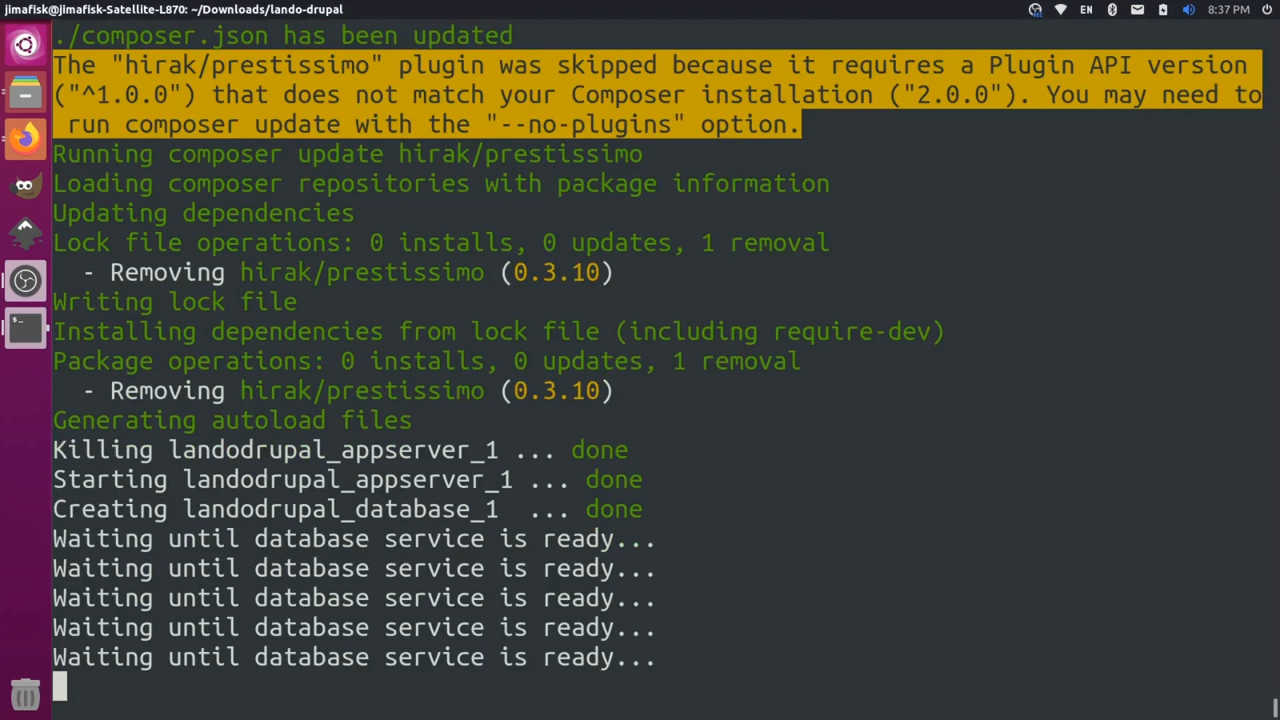 jimafisk@jimafisk-Satellite-L870: ~/Downloads/lando-drupal
EN
8:37 PM
./composer.json has been updated
The "hirak/prestissimo" plugin was skipped because it requires a Plugin API version
("^1.0.0") that does not match your Composer installation ("2.0.0"). You may need to
run composer update with the "--no-plugins" option.
Running composer update hirak/prestissimo
Loading composer repositories with package information
Updating dependencies
Lock file operations: 0 installs, 0 updates, 1 removal
- Removing hirak/prestissimo (0.3.10)
Writing lock file
Installing dependencies from lock file (including require-dev)
Package operations: 0 installs, 0 updates, 1 removal
- Removing hirak/prestissimo (0.3.10)
Generating autoload files
Killing landodrupal_appserver_1 ... done
Starting landodrupal_appserver_1 ... done
Creating landodrupal_database_1  ... done
Waiting until database service is ready...
Waiting until database service is ready...
Waiting until database service is ready...
Waiting until database service is ready...
Waiting until database service is ready...